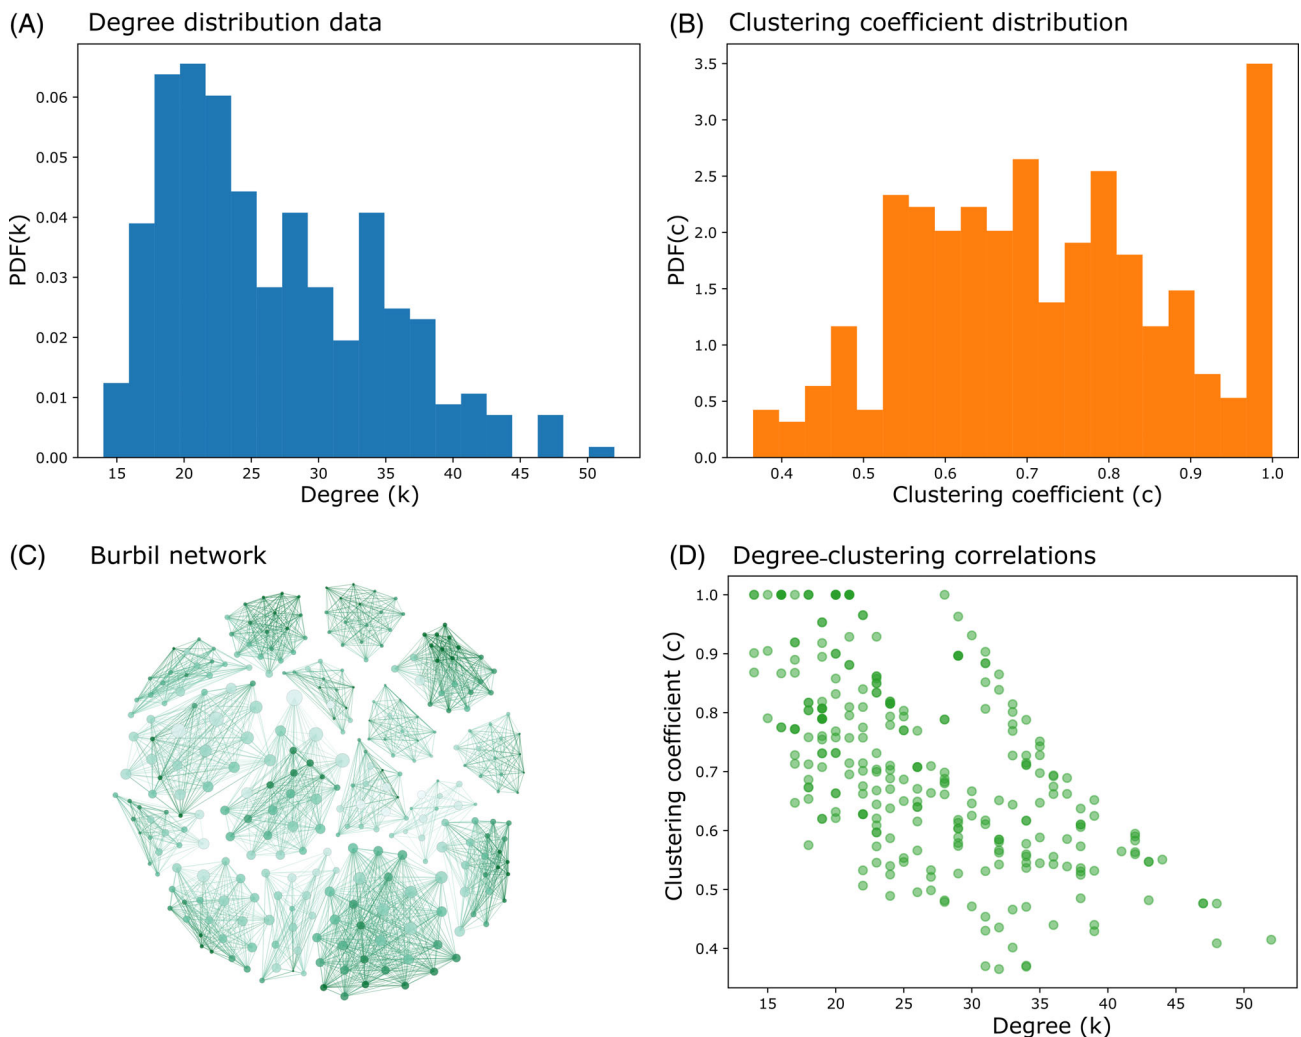 (A) Degree distribution data
0.06
0.05
0.04
0.03
0.02
0.01
0.00
PDF(k)
15 20 25 30 35 40 45 50
Degree (k)
(B) Clustering coefficient distribution
3.5
3.0
2.5
2.0
1.5
1.0
0.5
0.0
PDF(c)
0.4 0.5 0.6 0.7 0.8 0.9 1.0
Clustering coefficient (c)
(C) Burbil network
(D) Degree-clustering correlations
1.0
0.9
0.8
0.7
0.6
0.5
0.4
Clustering coefficient (c)
15 20 25 30 35 40 45 50
Degree (k)